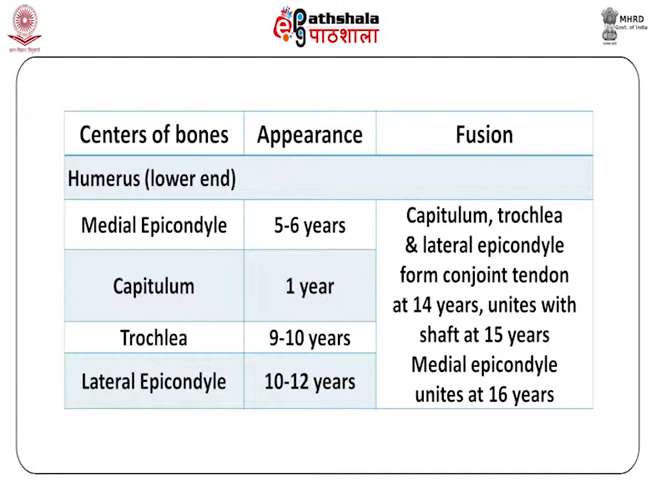 Pathshala
पाठशाला
MHRD
Govt. of India
Centers of bones Appearance Fusion
Humerus (lower end)
Medial Epicondyle 5-6 years
Capitulum 1 year
Trochlea 9-10 years
Lateral Epicondyle 10-12 years
Capitulum, trochlea
& lateral epicondyle
form conjoint tendon
at 14 years, unites with
shaft at 15 years
Medial epicondyle
unites at 16 years